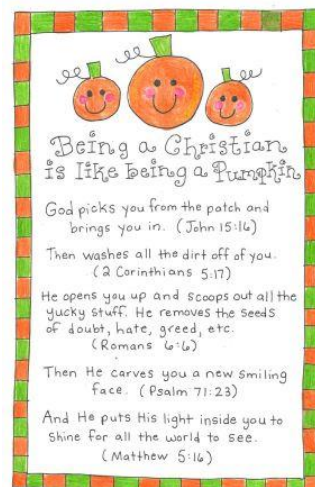 Being a Christian
is like being a Pumpkin
God picks you from the patch and
brings you in. (John 15:16)
Then washes all the dirt off of you.
(2 Corinthians 5:17)
He opens you up and scoops out all the
yucky stuff. He removes the seeds
of doubt, hate, greed, etc.
(Romans 6:6)
Then He carves you a new smiling
face. (Psalm 71:23)
And He puts His light inside you to
shine for all the world to see.
(Matthew 5:16)